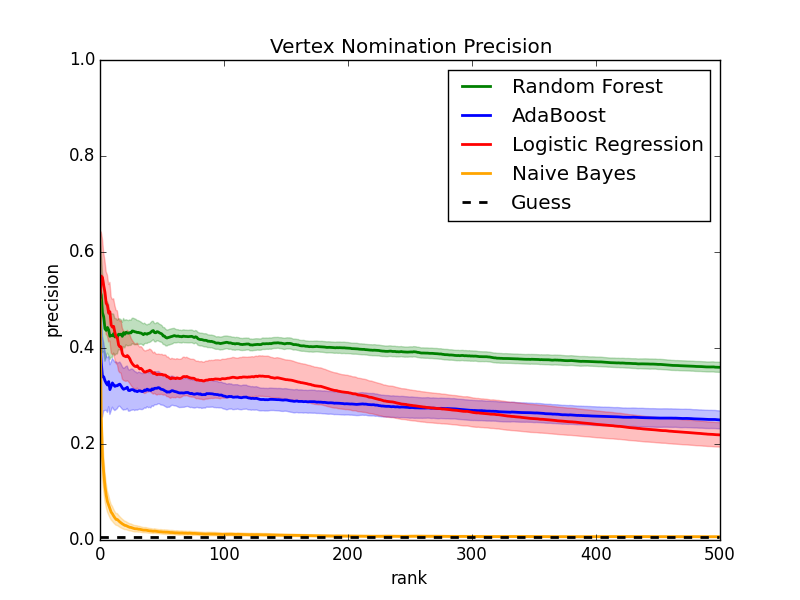 Vertex Nomination Precision
1.0
0.8
0.6
0.4
0.2
0.0
precision
Random Forest
AdaBoost
Logistic Regression
Naive Bayes
Guess
0 100 200 300 400 500
rank